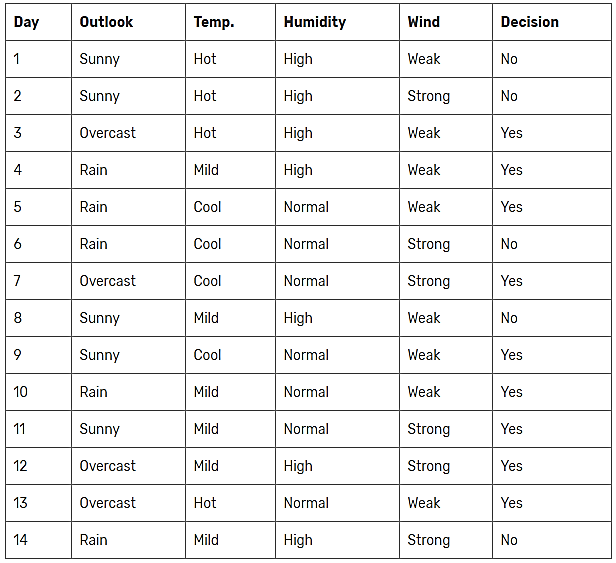 Day Outlook Temp. Humidity Wind Decision
1 Sunny Hot High Weak No
2 Sunny Hot High Strong No
3 Overcast Hot High Weak Yes
4 Rain Mild High Weak Yes
5 Rain Cool Normal Weak Yes
6 Rain Cool Normal Strong No
7 Overcast Cool Normal Strong Yes
8 Sunny Mild High Weak No
9 Sunny Cool Normal Weak Yes
10 Rain Mild Normal Weak Yes
11 Sunny Mild Normal Strong Yes
12 Overcast Mild High Strong Yes
13 Overcast Hot Normal Weak Yes
14 Rain Mild High Strong No